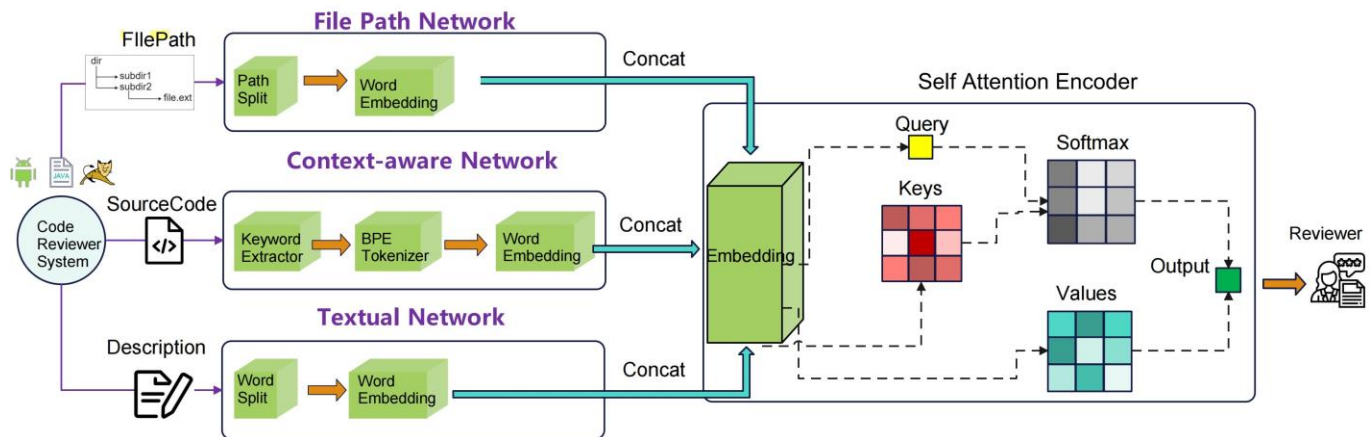 File Path Network
FIlePath
dir
subdir1
subdir2
file.ext
Path
Split
Word
Embedding
Concat
Self Attention Encoder
Query
Softmax
Keys
Context-aware Network
JAVA
SourceCode
</>
Code
Reviewer
System
Keyword
Extractor
BPE
Tokenizer
Word
Embedding
Concat
Embedding
Reviewer
Output
Values
Textual Network
Description
Word
Split
Word
Embedding
Concat